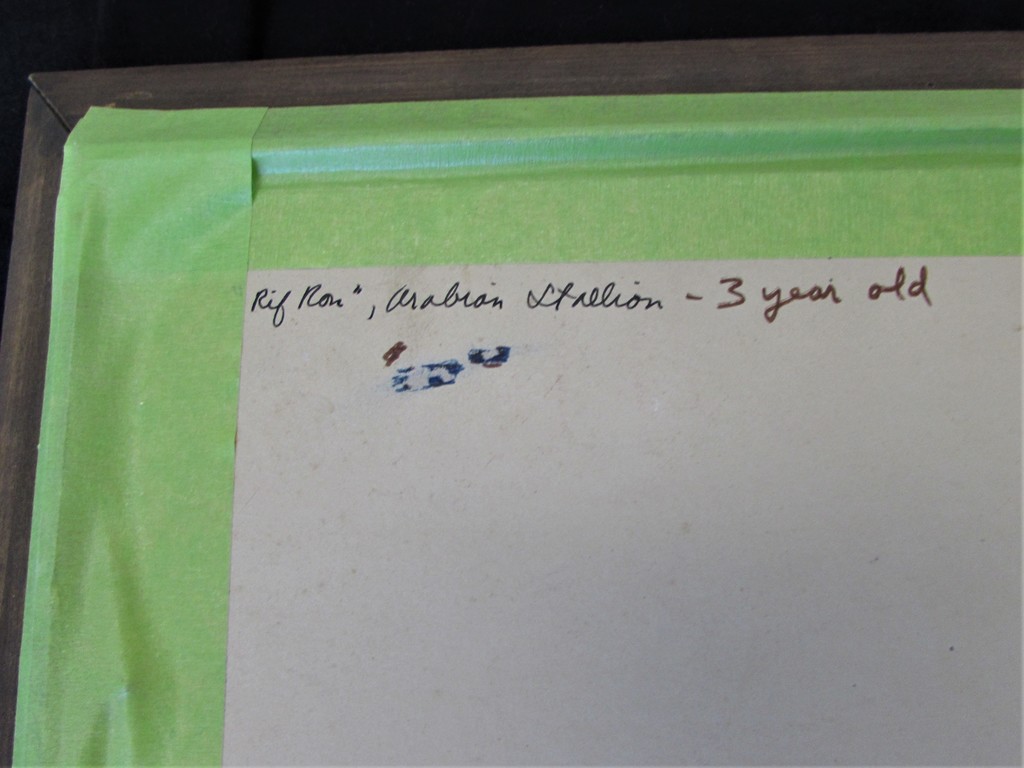 Rif Ron", Arabian Stallion - 3 year old